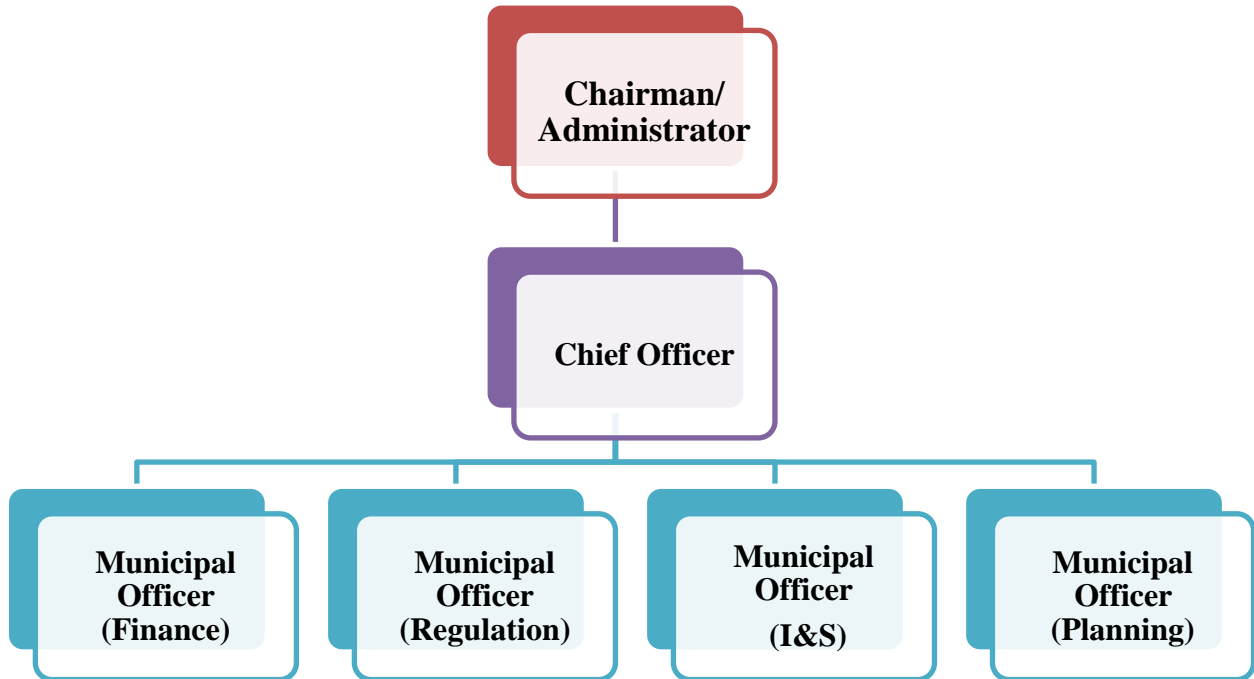 Chairman/
Administrator
Chief Officer
Municipal
Officer
(Finance)
Municipal
Officer
(Regulation)
Municipal
Officer
(I&S)
Municipal
Officer
(Planning)